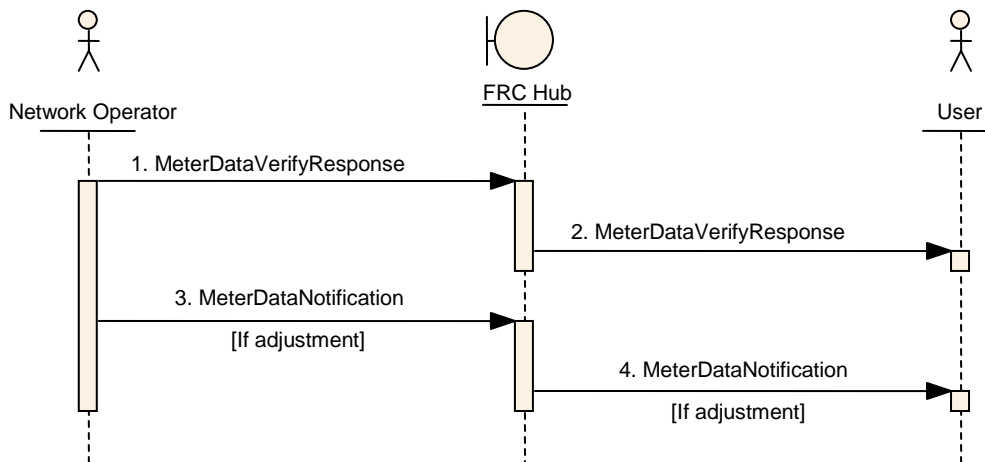 FRC Hub
Network Operator
User
1. MeterDataVerifyResponse
2. MeterDataVerifyResponse
3. MeterDataNotification
[If adjustment]
4. MeterDataNotification
[If adjustment]